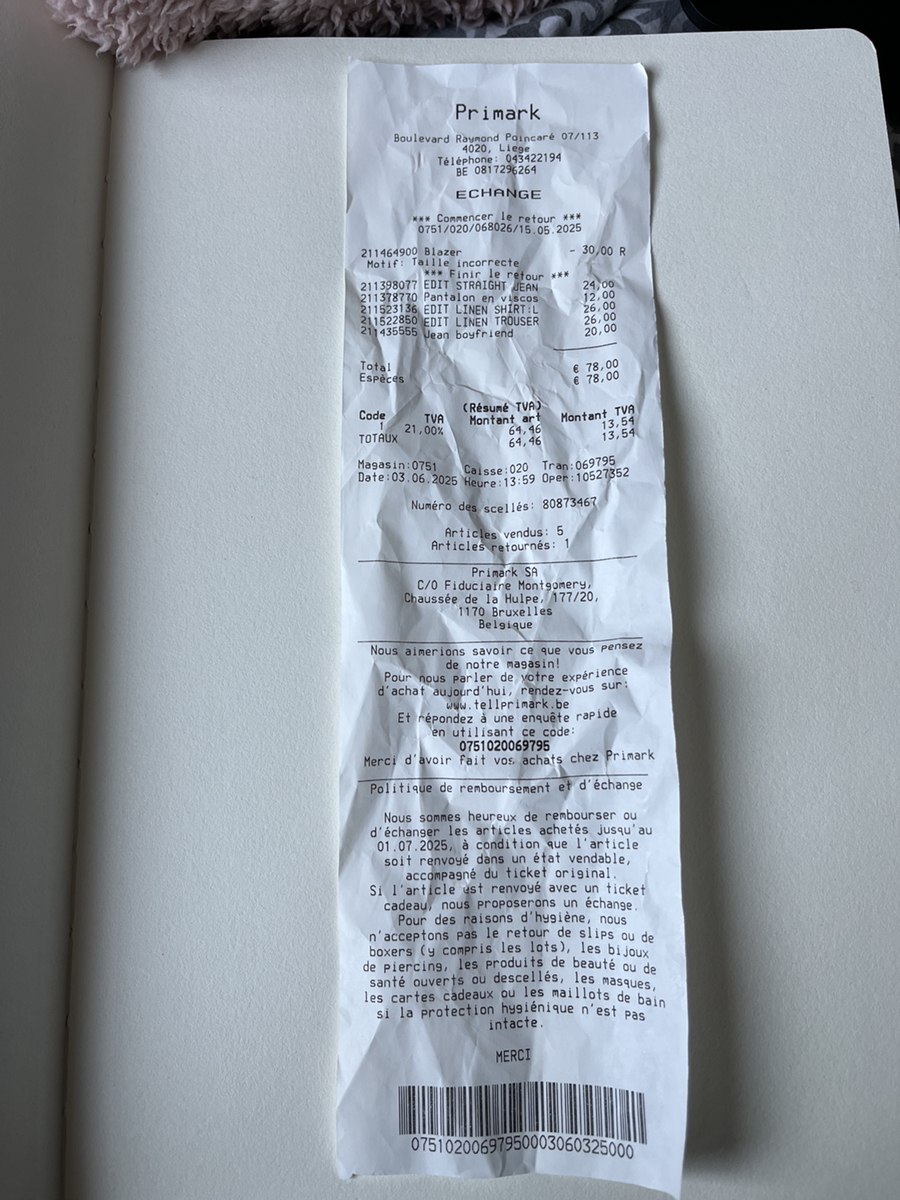 Primark
Boulevard Raymond Poincaré 07/113
4020, Liege
Téléphone: 043422194
BE 0817296264
ECHANGE
*** Commencer le retour ***
0751/020/068026/15.05.2025
211464900 Blazer - 30,00 R
Motif: Taille incorrecte
*** Finir le retour ***
211398077 EDIT STRAIGHT JEAN 24,00
211378770 Pantalon en viscos 12,00
211523136 EDIT LINEN SHIRT:L 26,00
211522850 EDIT LINEN TROUSER 26,00
211435555 Jean boyfriend 20,00
Total € 78,00
Espèces € 78,00
(Résumé TVA)
Code TVA Montant art Montant TVA
1 21,00% 64,46 13,54
TOTAUX 64,46 13,54
Magasin:0751 Caisse:020 Tran:069795
Date:03.06.2025 Heure:13:59 Oper:10527352
Numéro des scellés: 80873467
Articles vendus: 5
Articles retournés: 1
Primark SA
C/O Fiduciaire Montgomery,
Chaussée de la Hulpe, 177/20,
1170 Bruxelles
Belgique
Nous aimerions savoir ce que vous pensez
de notre magasin!
Pour nous parler de votre expérience
d'achat aujourd'hui, rendez-vous sur:
www.tellprimark.be
Et répondez à une enquête rapide
en utilisant ce code:
0751020069795
Merci d'avoir fait vos achats chez Primark
Politique de remboursement et d'échange
Nous sommes heureux de rembourser ou
d'échanger les articles achetés jusqu'au
01.07.2025, à condition que l'article
soit renvoyé dans un état vendable,
accompagné du ticket original.
Si l'article est renvoyé avec un ticket
cadeau, nous proposerons un échange.
Pour des raisons d'hygiène, nous
n'acceptons pas le retour de slips ou de
boxers (y compris les lots), les bijoux
de piercing, les produits de beauté ou de
santé ouverts ou descellés, les masques,
les cartes cadeaux ou les maillots de bain
si la protection hygiénique n'est pas
intacte.
MERCI
07510200697950003060325000